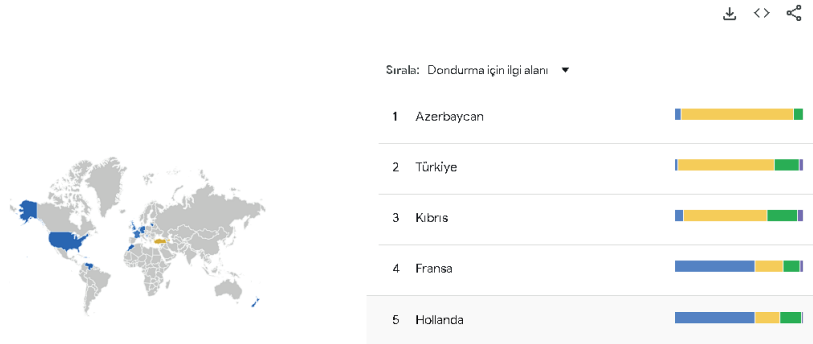 Sırala: Dondurma için ilgi alanı
1 Azerbaycan
2 Türkiye
3 Kıbrıs
4 Fransa
5 Hollanda